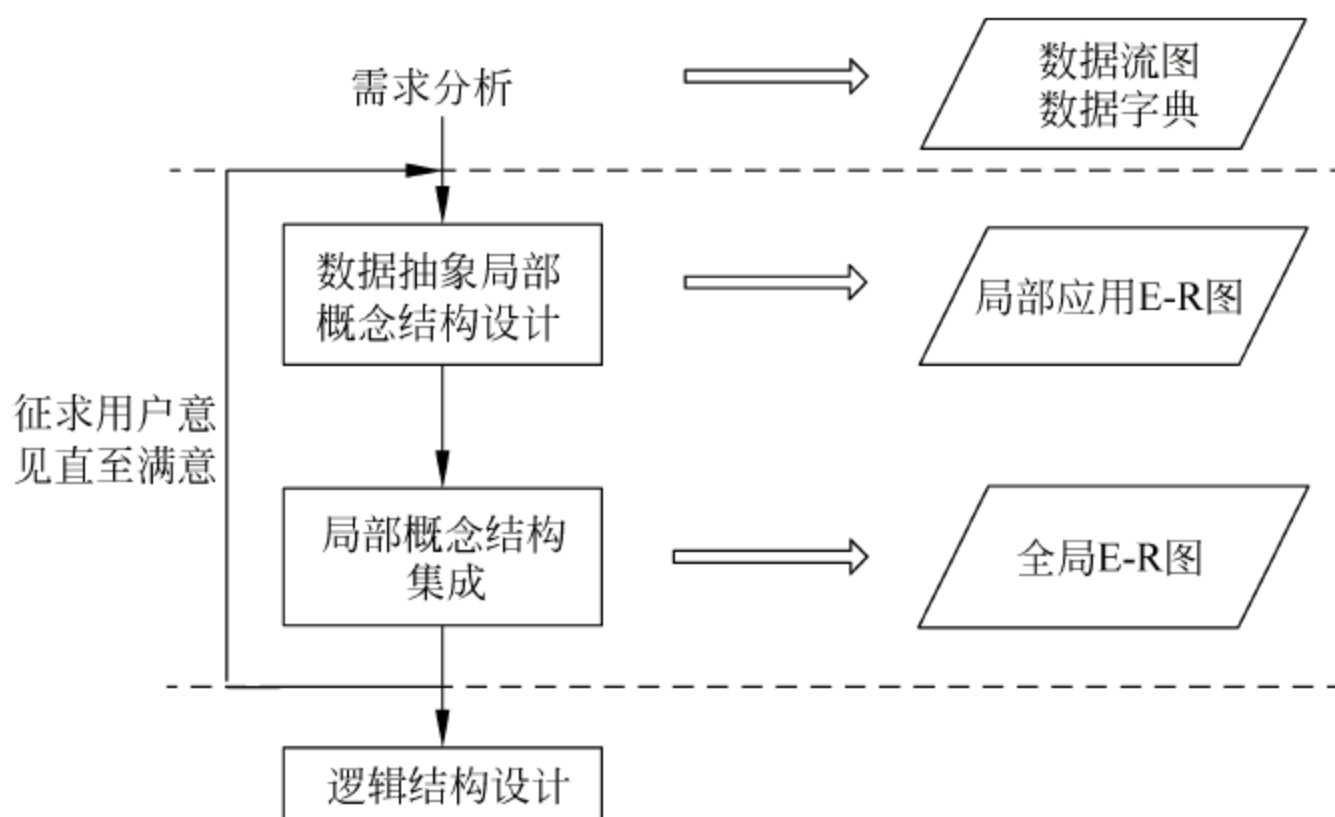 需求分析
数据流图
数据字典
数据抽象局部
概念结构设计
局部应用E-R图
征求用户意
见直至满意
局部概念结构
集成
全局E-R图
逻辑结构设计